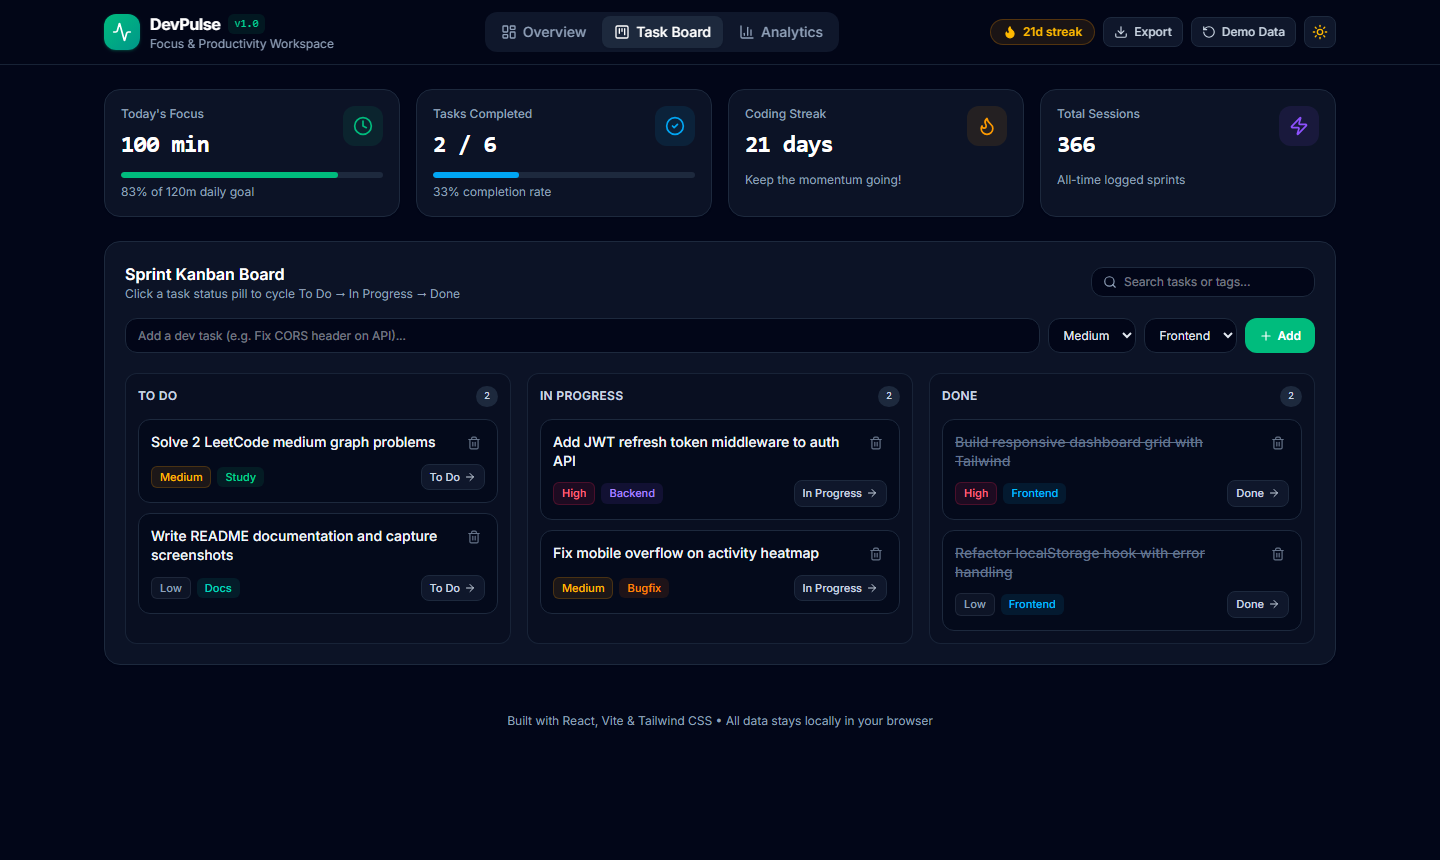 DevPulse v1.0
Focus & Productivity Workspace
Overview
Task Board
Analytics
21d streak
Export
Demo Data
Today's Focus
100 min
83% of 120m daily goal
Tasks Completed
2 / 6
33% completion rate
Coding Streak
21 days
Keep the momentum going!
Total Sessions
366
All-time logged sprints
Sprint Kanban Board
Click a task status pill to cycle To Do → In Progress → Done
Search tasks or tags...
Add a dev task (e.g. Fix CORS header on API)...
Medium
Frontend
+ Add
TO DO 2
Solve 2 LeetCode medium graph problems
Medium Study To Do →
Write README documentation and capture
screenshots
Low Docs To Do →
IN PROGRESS 2
Add JWT refresh token middleware to auth
API
High Backend In Progress →
Fix mobile overflow on activity heatmap
Medium Bugfix In Progress →
DONE 2
Build responsive dashboard grid with
Tailwind
High Frontend Done →
Refactor localStorage hook with error
handling
Low Frontend Done →
Built with React, Vite & Tailwind CSS • All data stays locally in your browser